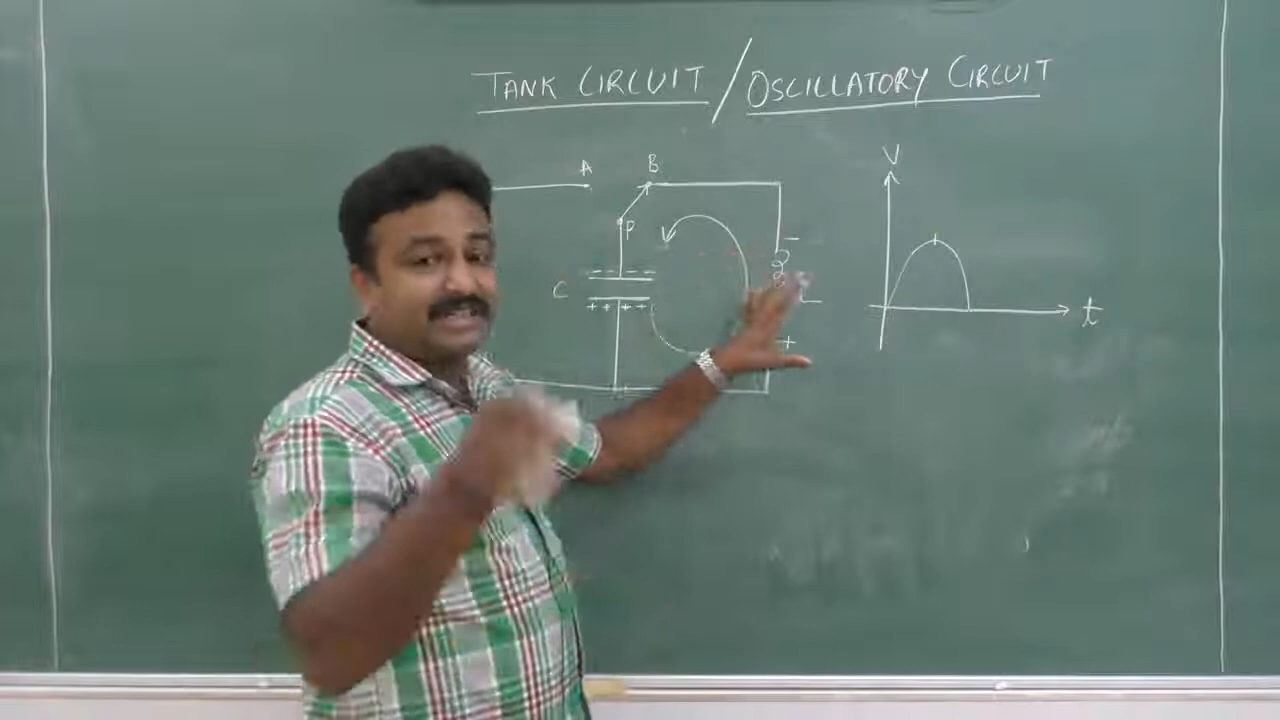 TANK CIRCUIT / OSCILLATORY CIRCUIT
A B V
P
C
- - - -
+ + + + +
−
L
+
t